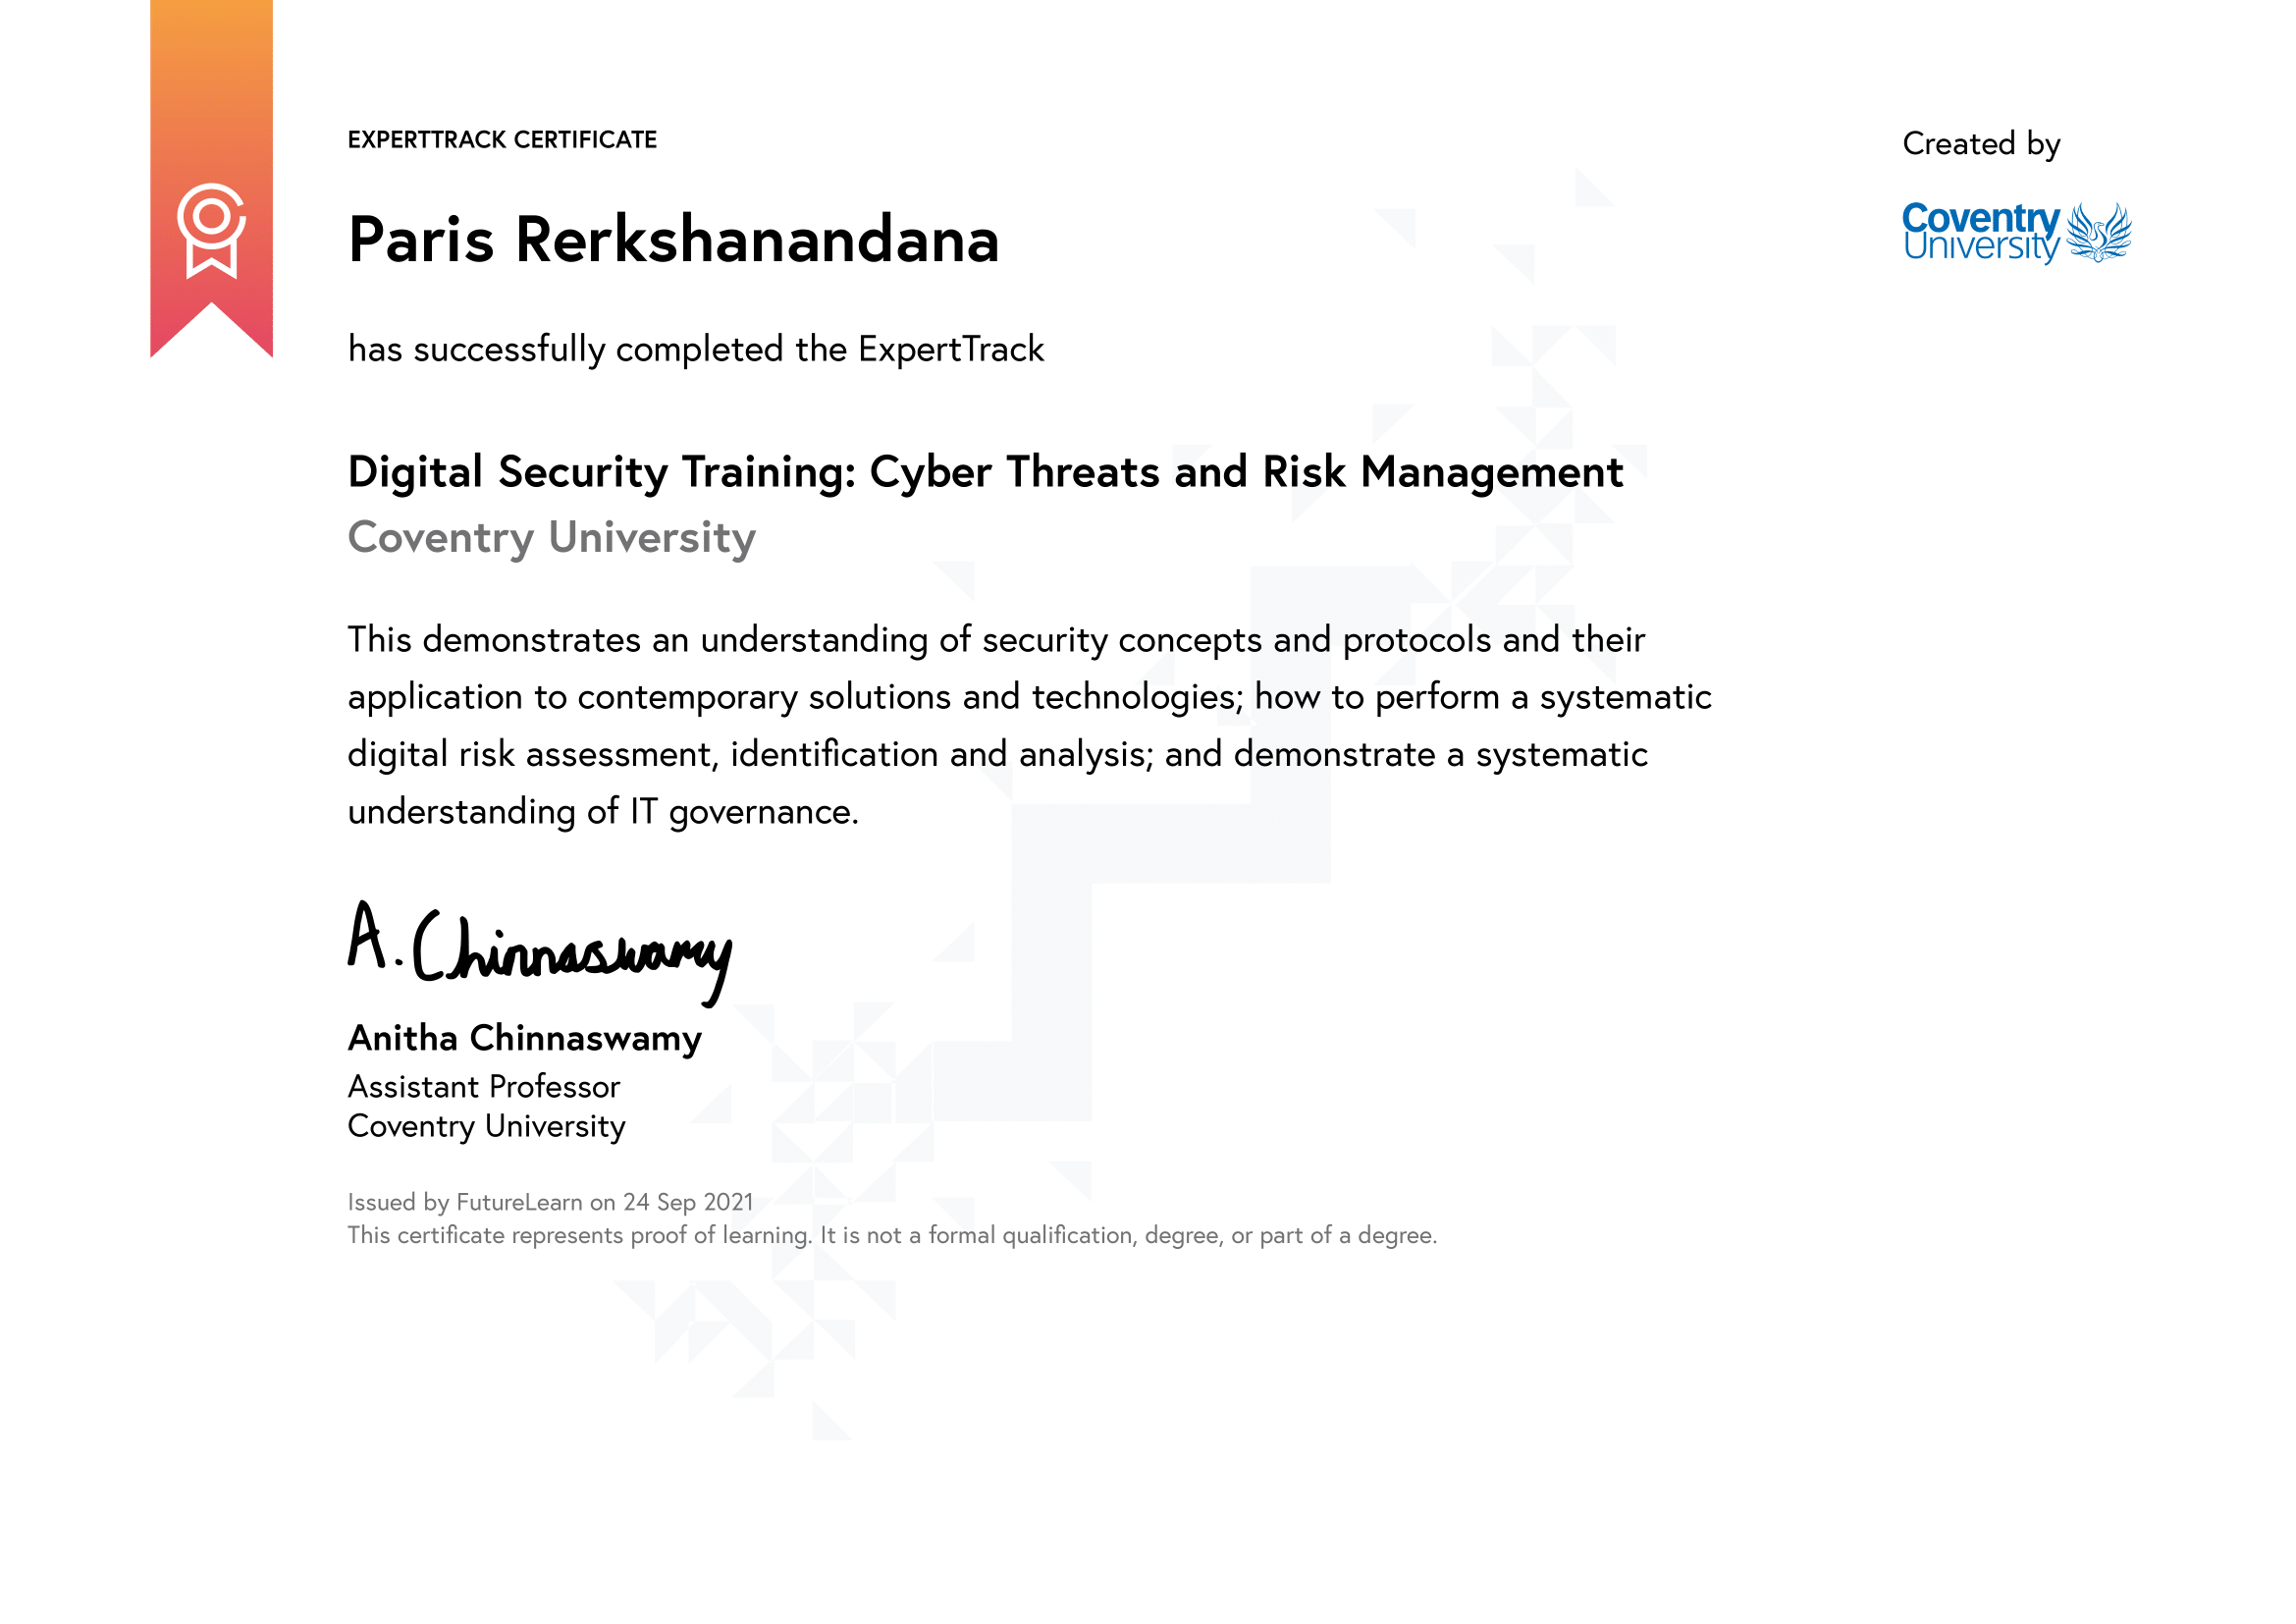 EXPERTTRACK CERTIFICATE
Created by
Coventry
University
Paris Rerkshanandana
has successfully completed the ExpertTrack
Digital Security Training: Cyber Threats and Risk Management
Coventry University
This demonstrates an understanding of security concepts and protocols and their
application to contemporary solutions and technologies; how to perform a systematic
digital risk assessment, identification and analysis; and demonstrate a systematic
understanding of IT governance.
A. Chinnaswamy
Anitha Chinnaswamy
Assistant Professor
Coventry University
Issued by FutureLearn on 24 Sep 2021
This certificate represents proof of learning. It is not a formal qualification, degree, or part of a degree.